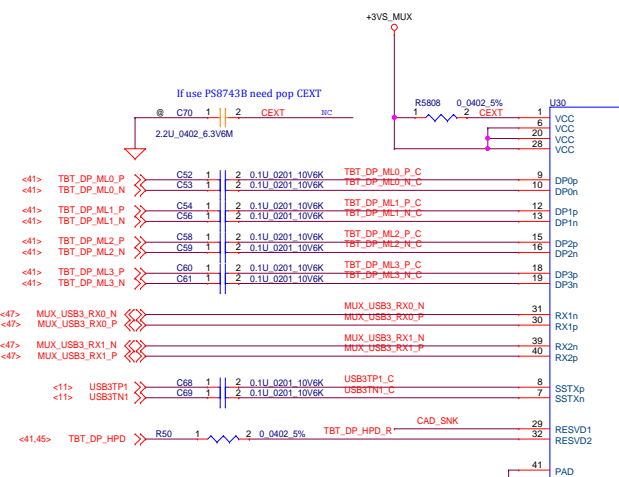 +3VS_MUX
If use PS8743B need pop CEXT
@ C70 1 2 CEXT NC
2.2U_0402_6.3V6M
R5808 0_0402_5% U30
1 2 CEXT 1 VCC
6 VCC
20 VCC
28 VCC
<41> TBT_DP_ML0_P C52 1 2 0.1U_0201_10V6K TBT_DP_ML0_P_C 9 DP0p
<41> TBT_DP_ML0_N C53 1 2 0.1U_0201_10V6K TBT_DP_ML0_N_C 10 DP0n
<41> TBT_DP_ML1_P C54 1 2 0.1U_0201_10V6K TBT_DP_ML1_P_C 12 DP1p
<41> TBT_DP_ML1_N C56 1 2 0.1U_0201_10V6K TBT_DP_ML1_N_C 13 DP1n
<41> TBT_DP_ML2_P C58 1 2 0.1U_0201_10V6K TBT_DP_ML2_P_C 15 DP2p
<41> TBT_DP_ML2_N C59 1 2 0.1U_0201_10V6K TBT_DP_ML2_N_C 16 DP2n
<41> TBT_DP_ML3_P C60 1 2 0.1U_0201_10V6K TBT_DP_ML3_P_C 18 DP3p
<41> TBT_DP_ML3_N C61 1 2 0.1U_0201_10V6K TBT_DP_ML3_N_C 19 DP3n
<47> MUX_USB3_RX0_N MUX_USB3_RX0_N 31 RX1n
<47> MUX_USB3_RX0_P MUX_USB3_RX0_P 30 RX1p
<47> MUX_USB3_RX1_N MUX_USB3_RX1_N 39 RX2n
<47> MUX_USB3_RX1_P MUX_USB3_RX1_P 40 RX2p
<11> USB3TP1 C68 1 2 0.1U_0201_10V6K USB3TP1_C 8 SSTXp
<11> USB3TN1 C69 1 2 0.1U_0201_10V6K USB3TN1_C 7 SSTXn
CAD_SNK 29 RESVD1
<41,45> TBT_DP_HPD R50 1 2 0_0402_5% TBT_DP_HPD_R 32 RESVD2
41 PAD